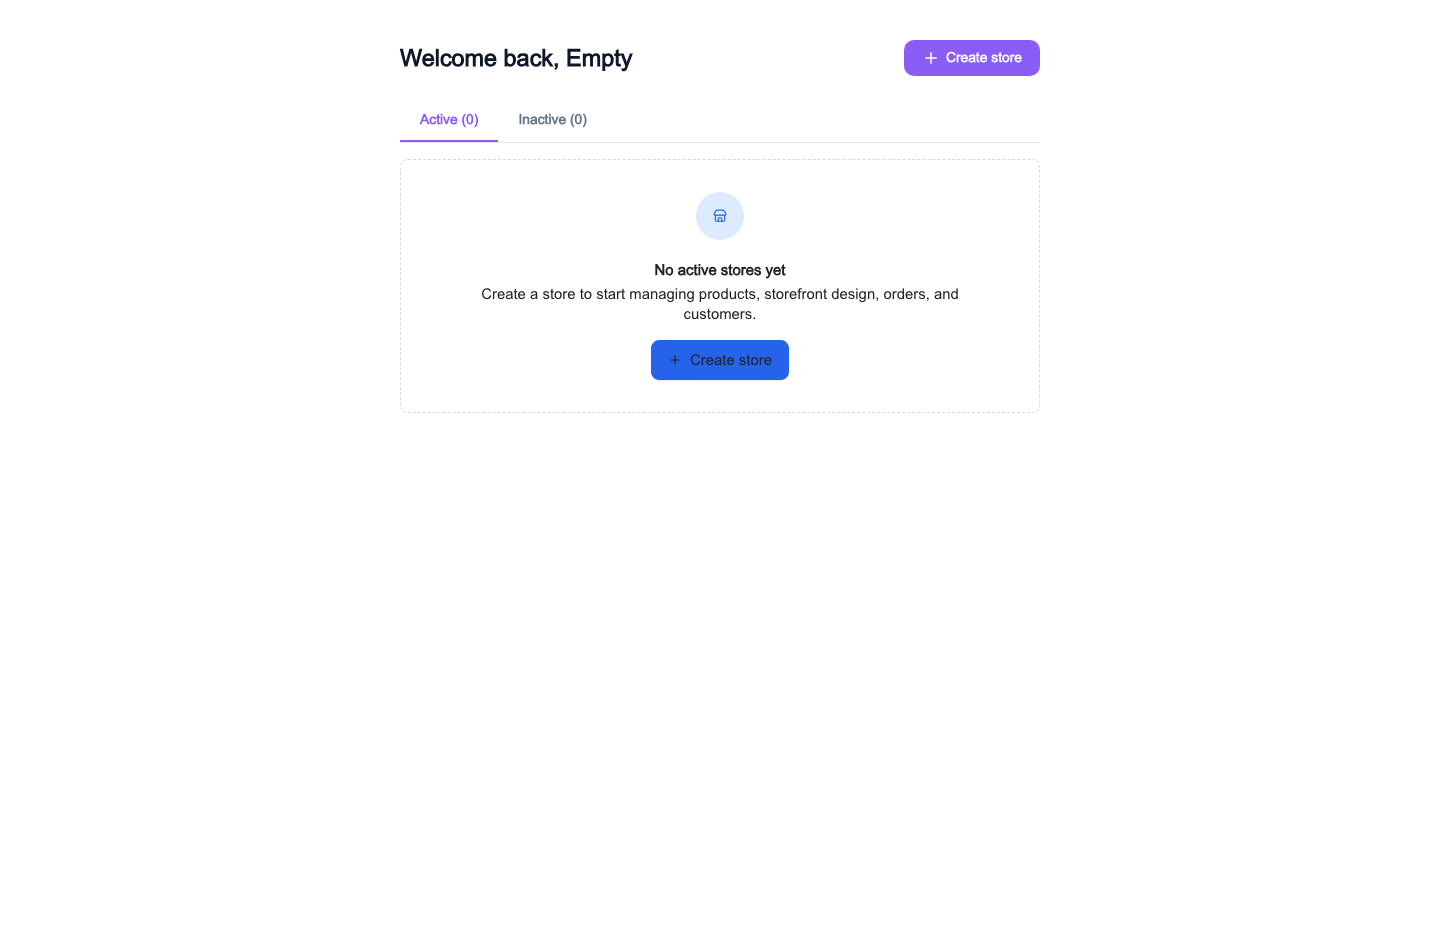 Welcome back, Empty
Create store
Active (0)
Inactive (0)
No active stores yet
Create a store to start managing products, storefront design, orders, and
customers.
Create store